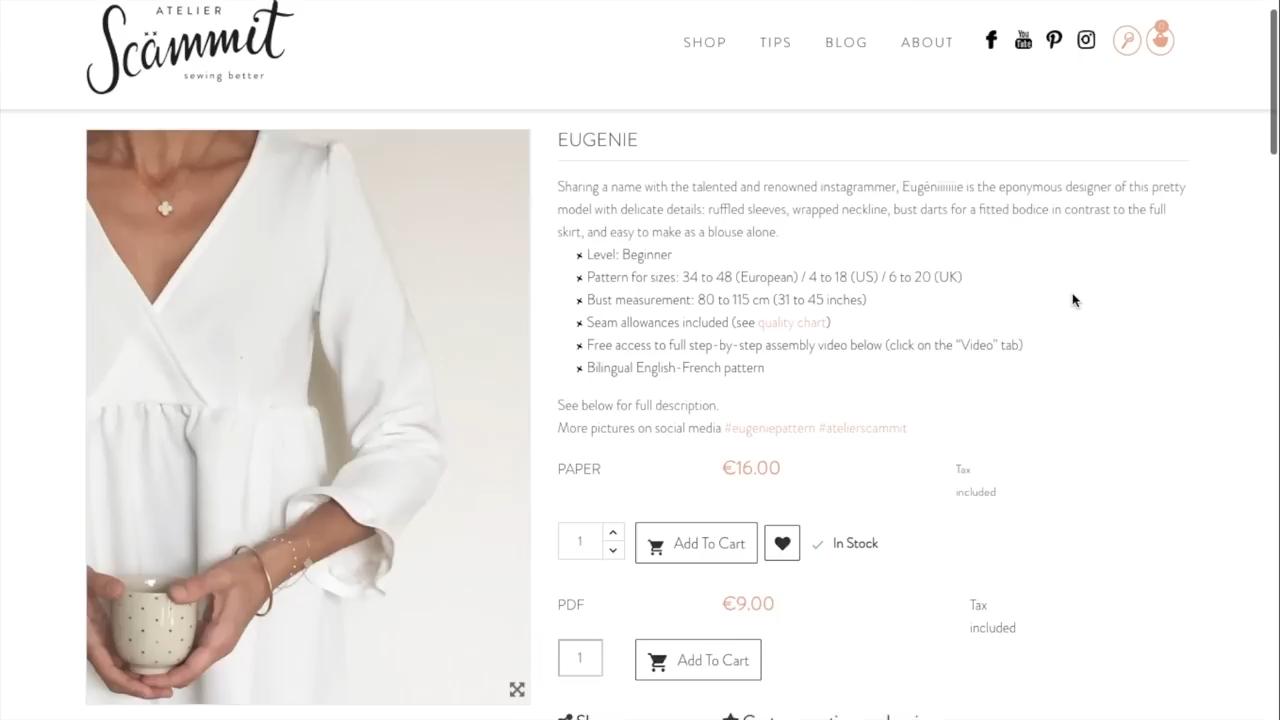 ATELIER
Scämmit
sewing better
SHOP TIPS BLOG ABOUT
You Tube
0
EUGENIE
Sharing a name with the talented and renowned instagrammer, Eugéniiiiiiie is the eponymous designer of this pretty
model with delicate details: ruffled sleeves, wrapped neckline, bust darts for a fitted bodice in contrast to the full
skirt, and easy to make as a blouse alone.
Level: Beginner
Pattern for sizes: 34 to 48 (European) / 4 to 18 (US) / 6 to 20 (UK)
Bust measurement: 80 to 115 cm (31 to 45 inches)
Seam allowances included (see quality chart)
Free access to full step-by-step assembly video below (click on the “Video” tab)
Bilingual English-French pattern
See below for full description.
More pictures on social media #eugeniepattern #atelierscammit
PAPER €16.00 Tax
included
1 Add To Cart In Stock
PDF €9.00 Tax
included
1 Add To Cart